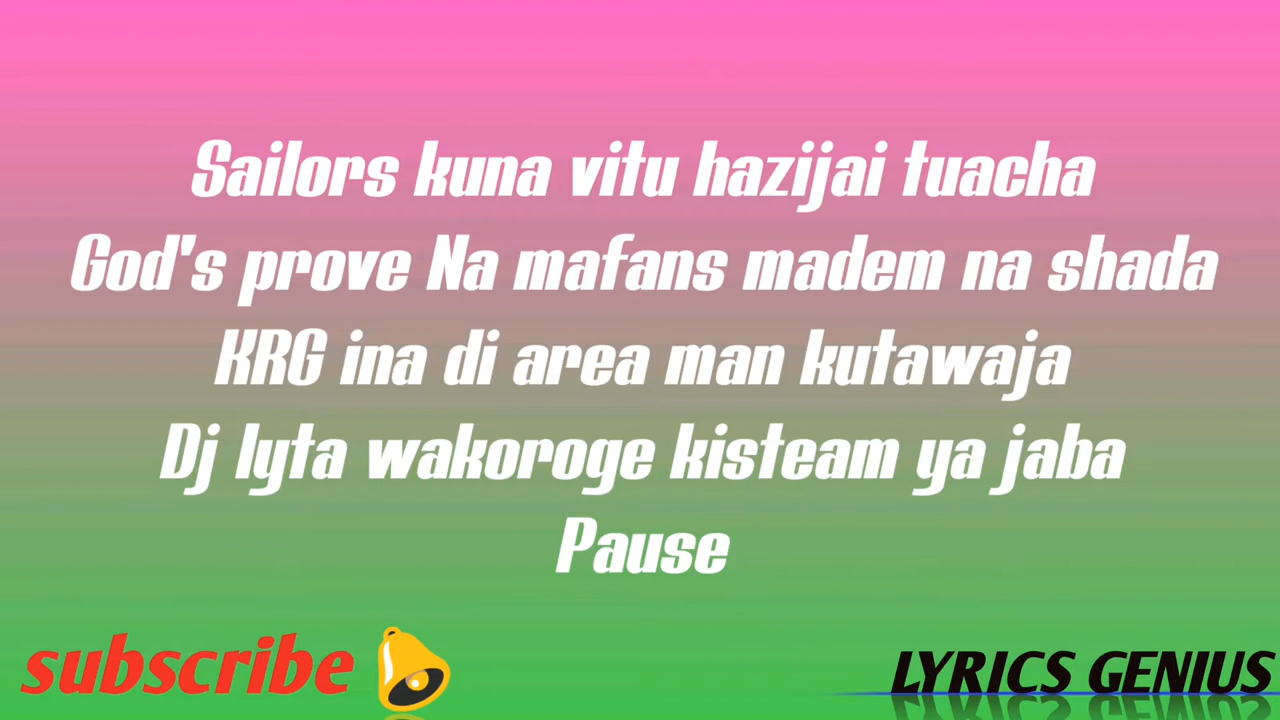 Sailors kuna vitu hazijai tuacha
God"s prove Na mafans madem na shada
KRG ina di area man kutawaja
Dj lyta wakoroge kisteam ya jaba
Pause
subscribe
LYRICS GENIUS